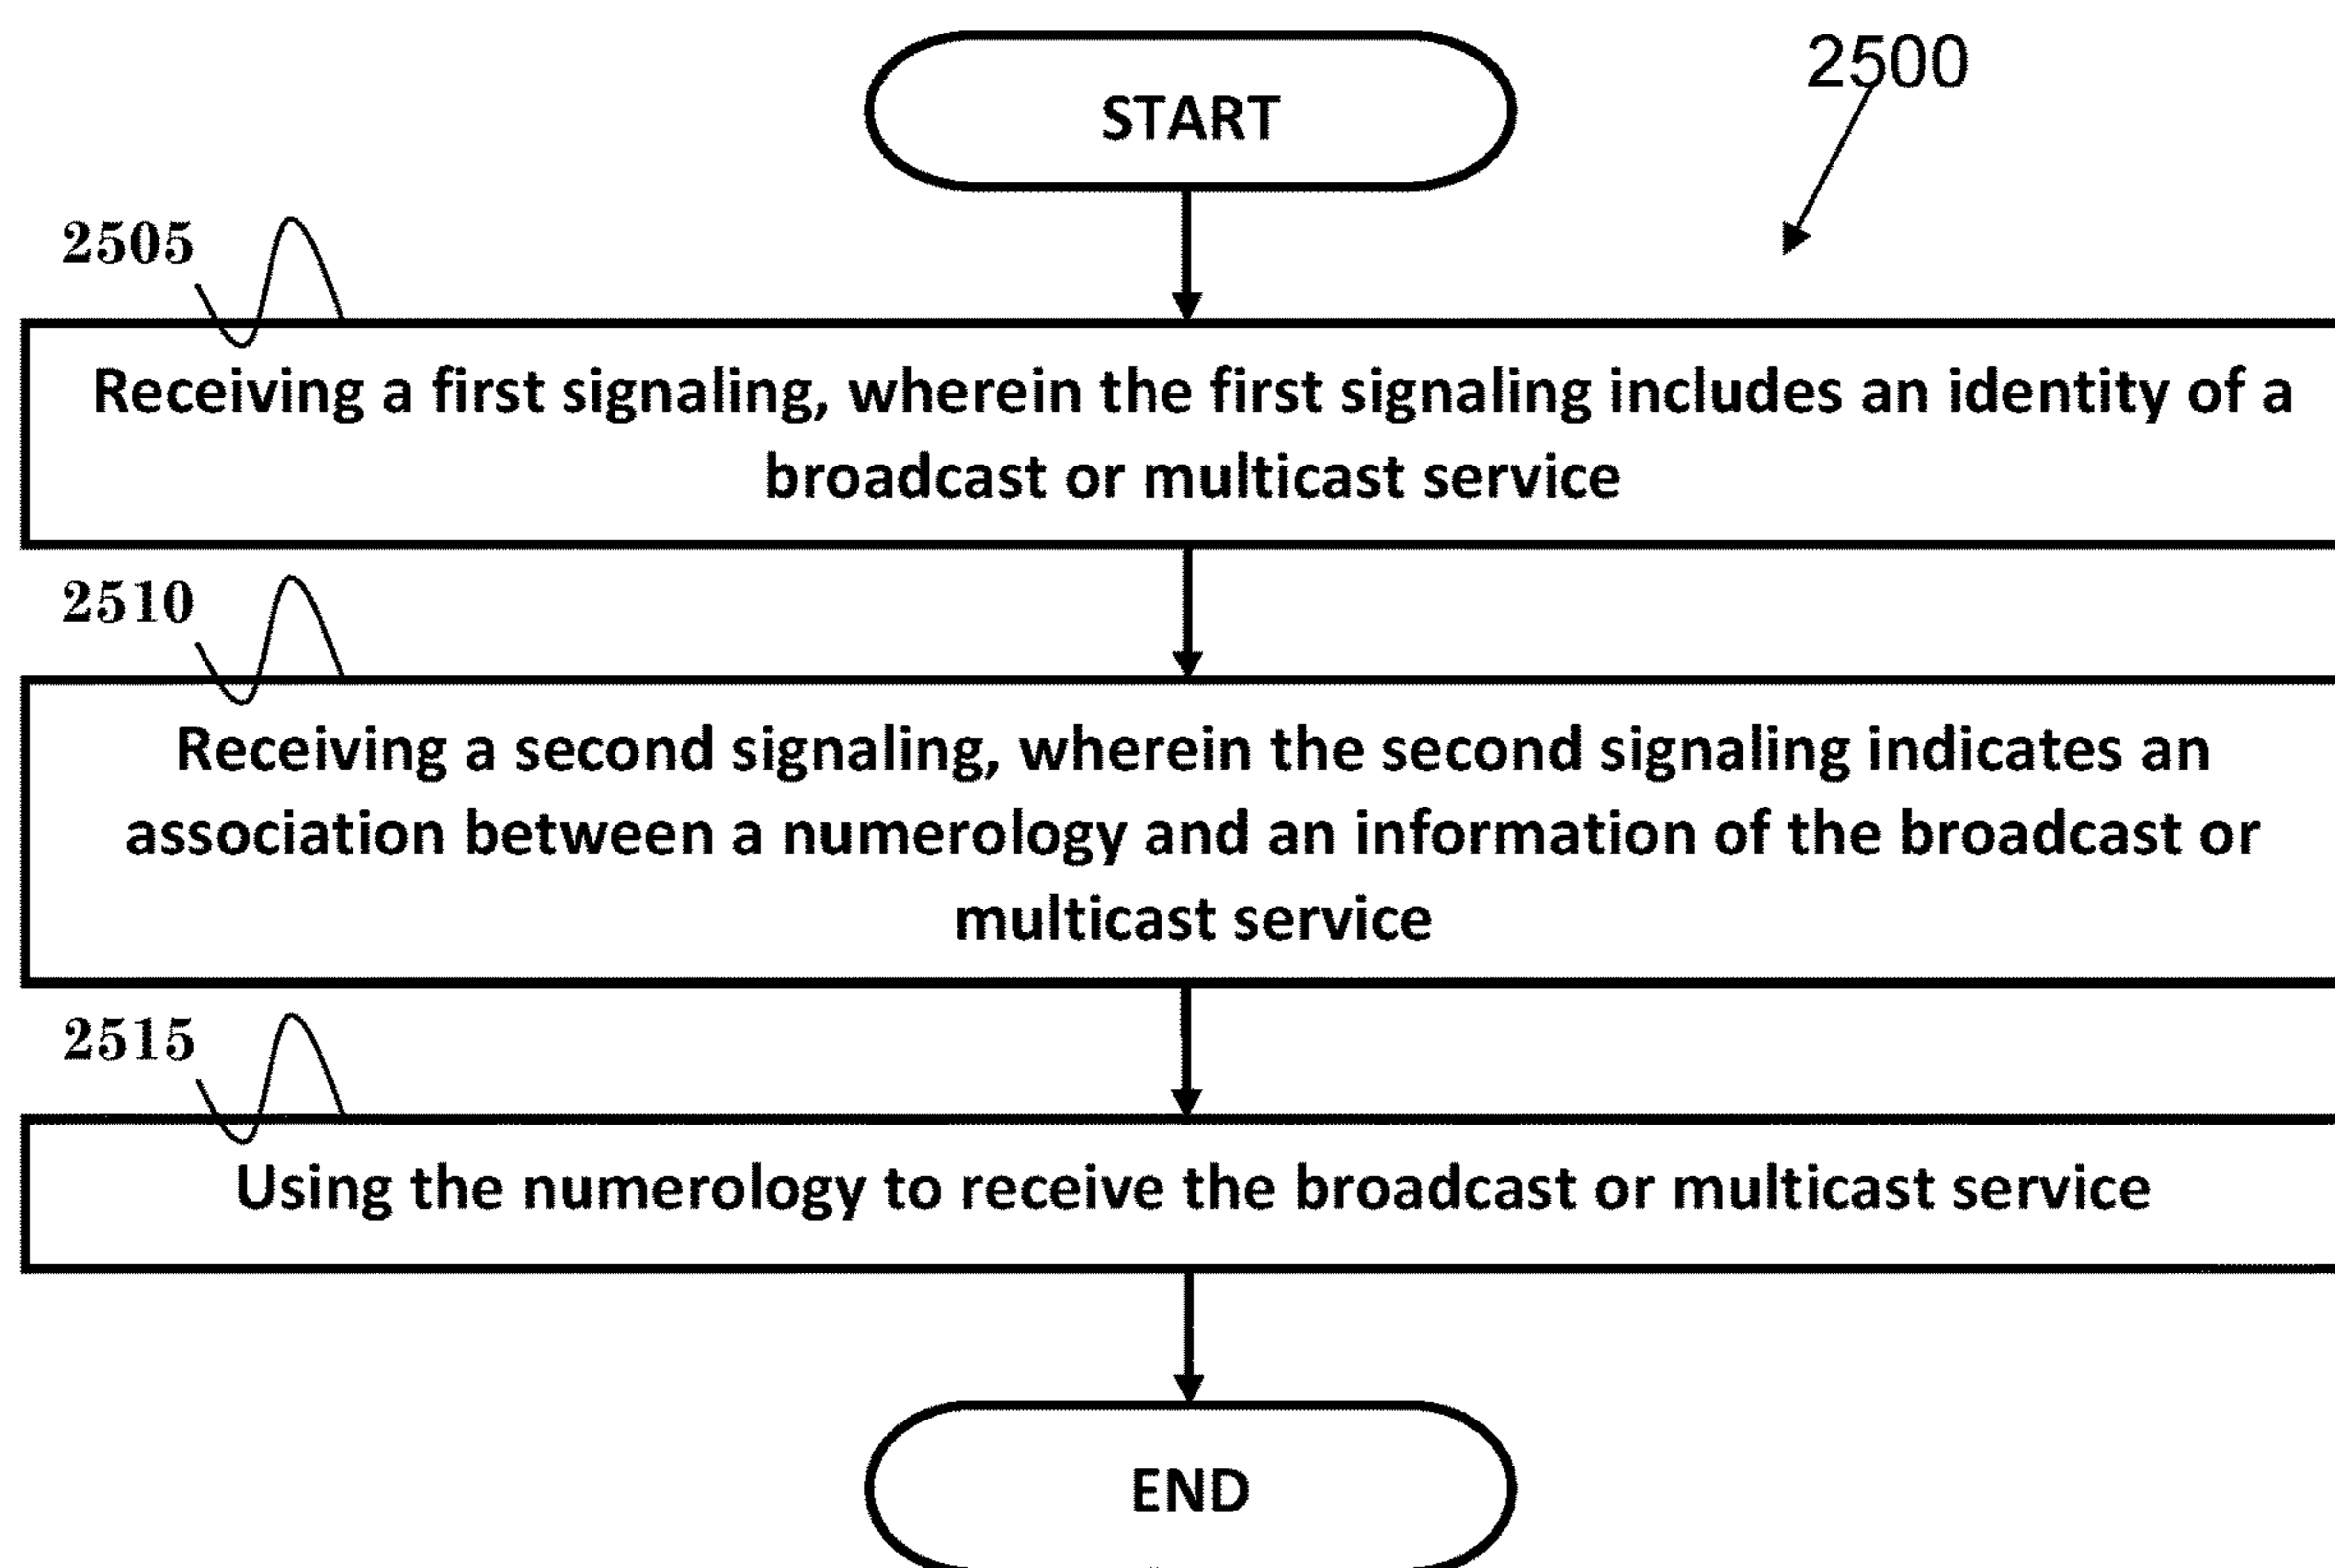 START
2500
2505
Receiving a first signaling, wherein the first signaling includes an identity of a
broadcast or multicast service
2510
Receiving a second signaling, wherein the second signaling indicates an
association between a numerology and an information of the broadcast or
multicast service
2515
Using the numerology to receive the broadcast or multicast service
END